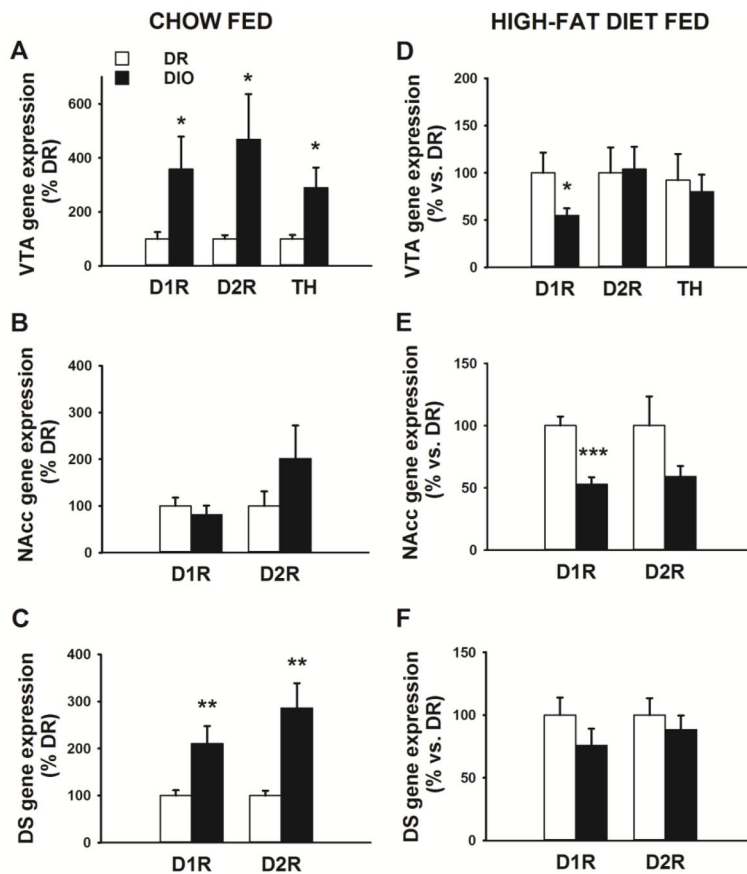 CHOW FED
HIGH-FAT DIET FED
A
DR
DIO
VTA gene expression
(% DR)
600
400
200
0
*
*
*
D1R D2R TH
D
VTA gene expression
(% vs. DR)
200
100
50
0
100
150
*
D1R D2R TH
B
NAcc gene expression
(% DR)
400
300
200
100
0
D1R D2R
E
NAcc gene expression
(% vs. DR)
150
100
50
0
***
D1R D2R
C
DS gene expression
(% DR)
400
300
200
100
0
**
**
D1R D2R
F
DS gene expression
(% vs. DR)
150
100
50
0
D1R D2R